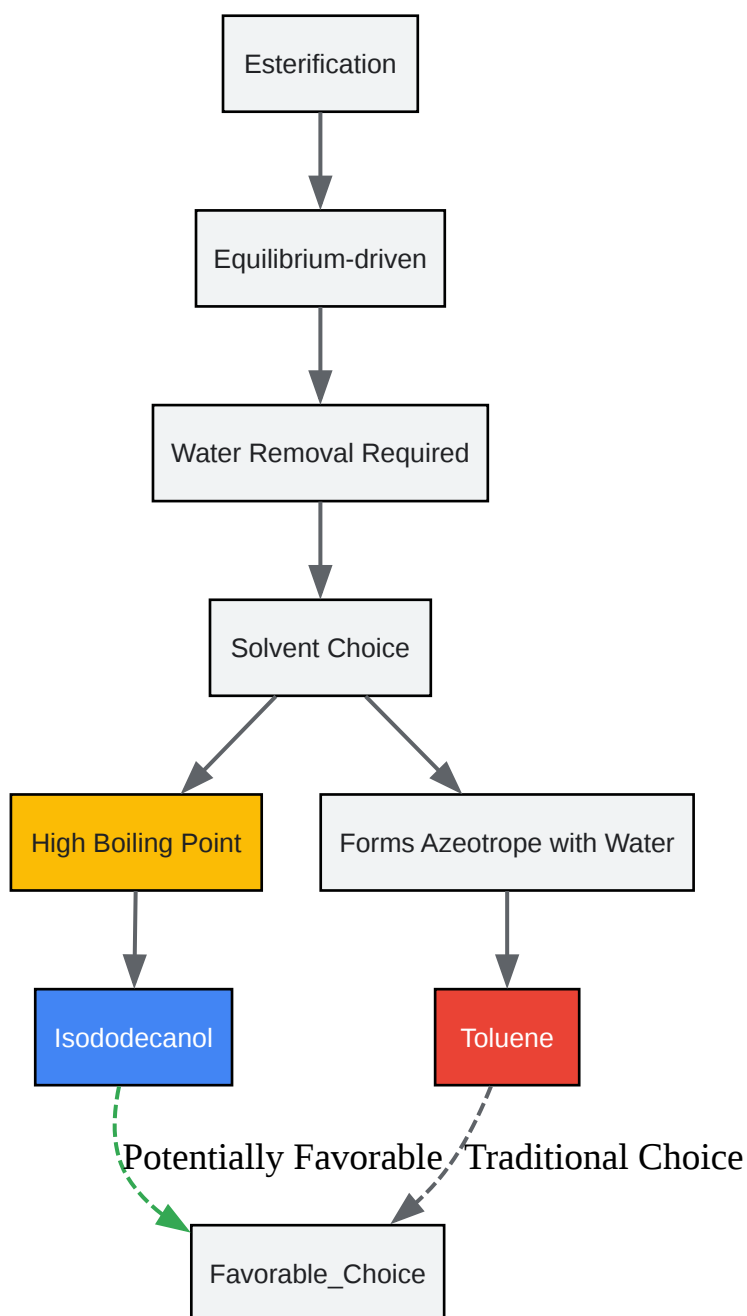 Esterification
Equilibrium-driven
Water Removal Required
Solvent Choice
High Boiling Point
Forms Azeotrope with Water
Isododecanol
Toluene
Potentially Favorable
Traditional Choice
Favorable_Choice